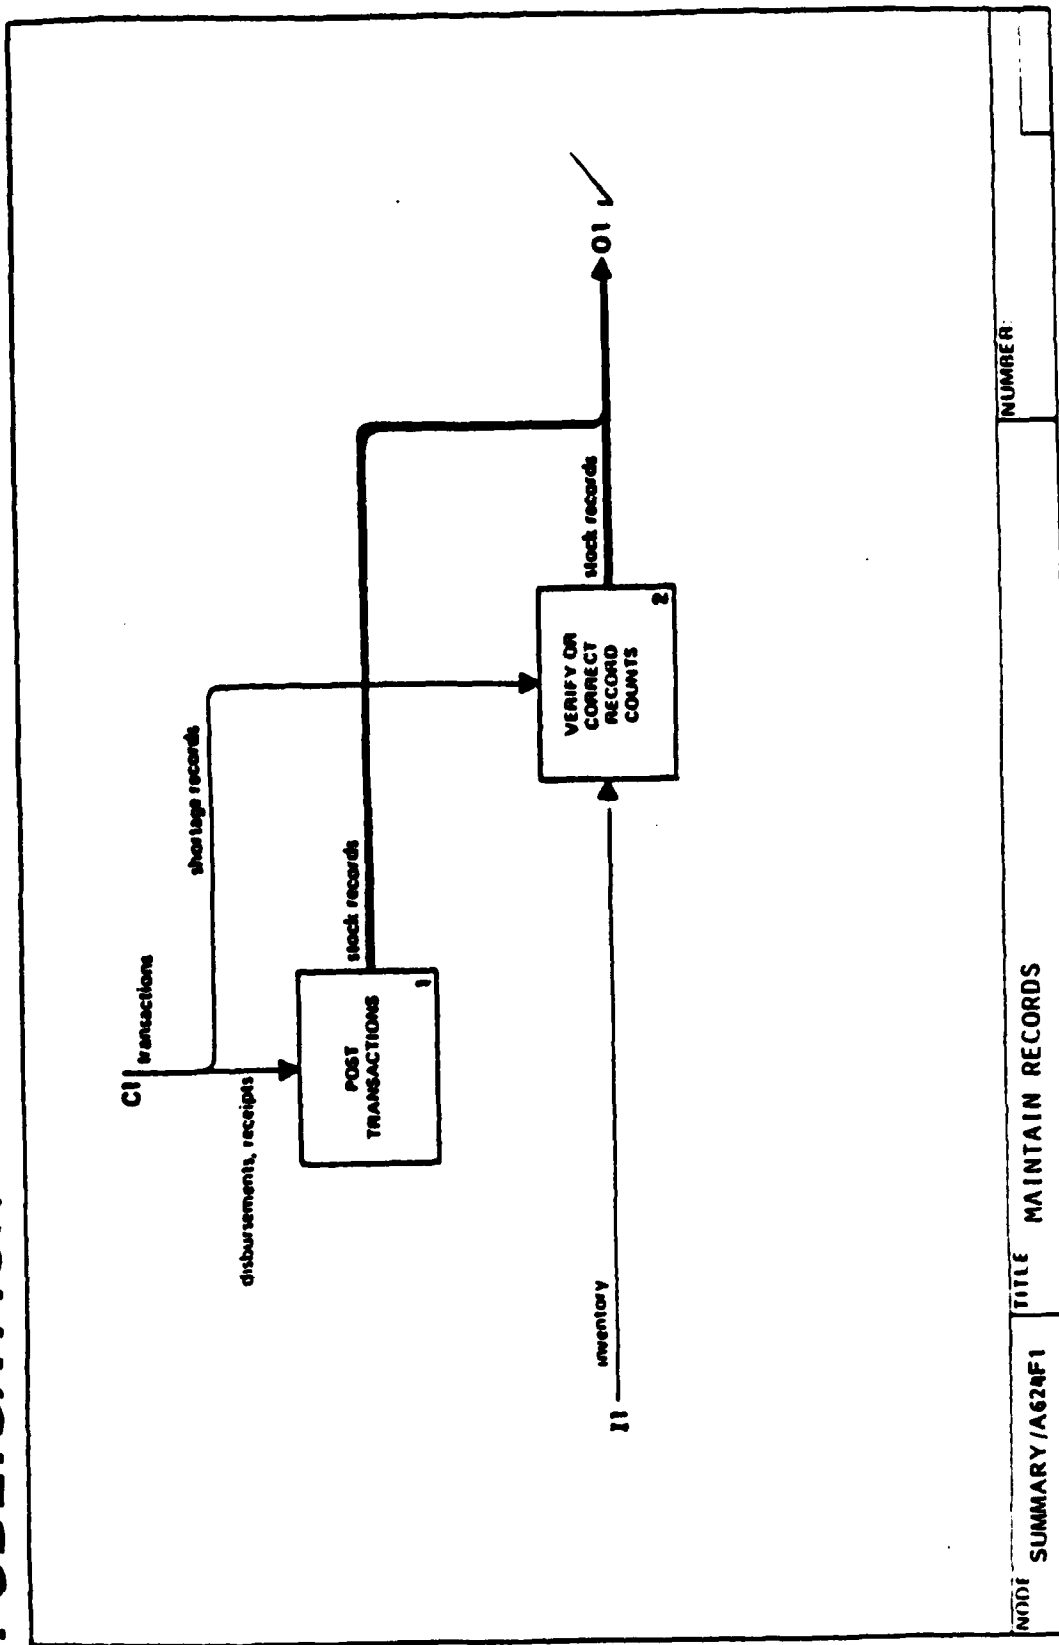 C1
transactions
shortage records
disbursements, receipts
POST
TRANSACTIONS
1
stock records
VERIFY OR
CORRECT
RECORD
COUNTS
2
stock records
O1
I1
inventory
NODE
SUMMARY/A624F1
TITLE
MAINTAIN RECORDS
NUMBER: